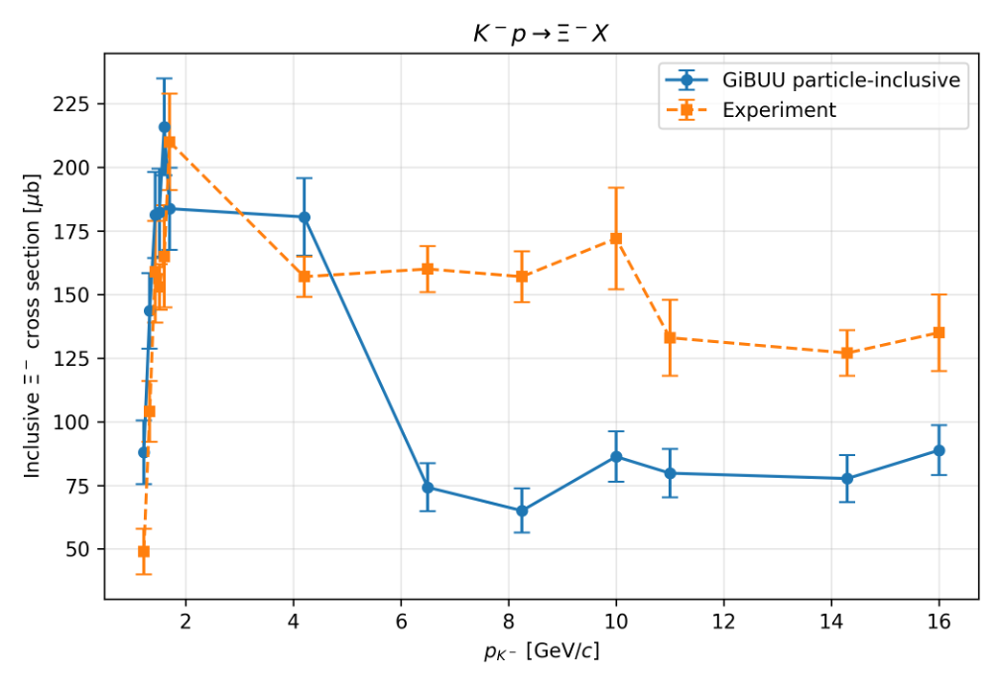 K⁻p → Ξ⁻X
GiBUU particle-inclusive
Experiment
Inclusive Ξ⁻ cross section [μb]
225
200
175
150
125
100
75
50
2 4 6 8 10 12 14 16
p_K⁻ [GeV/c]